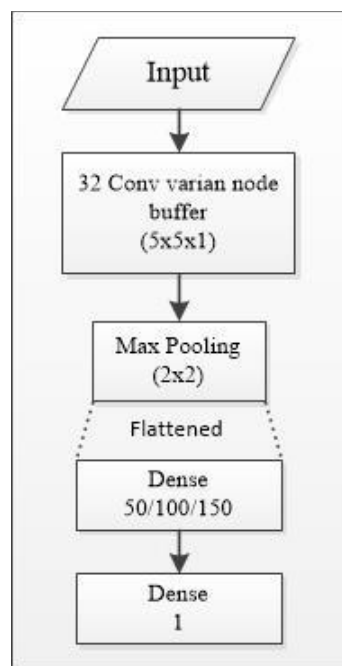 Input
32 Conv varian node
buffer
(5x5x1)
Max Pooling
(2x2)
Flattened
Dense
50/100/150
Dense
1